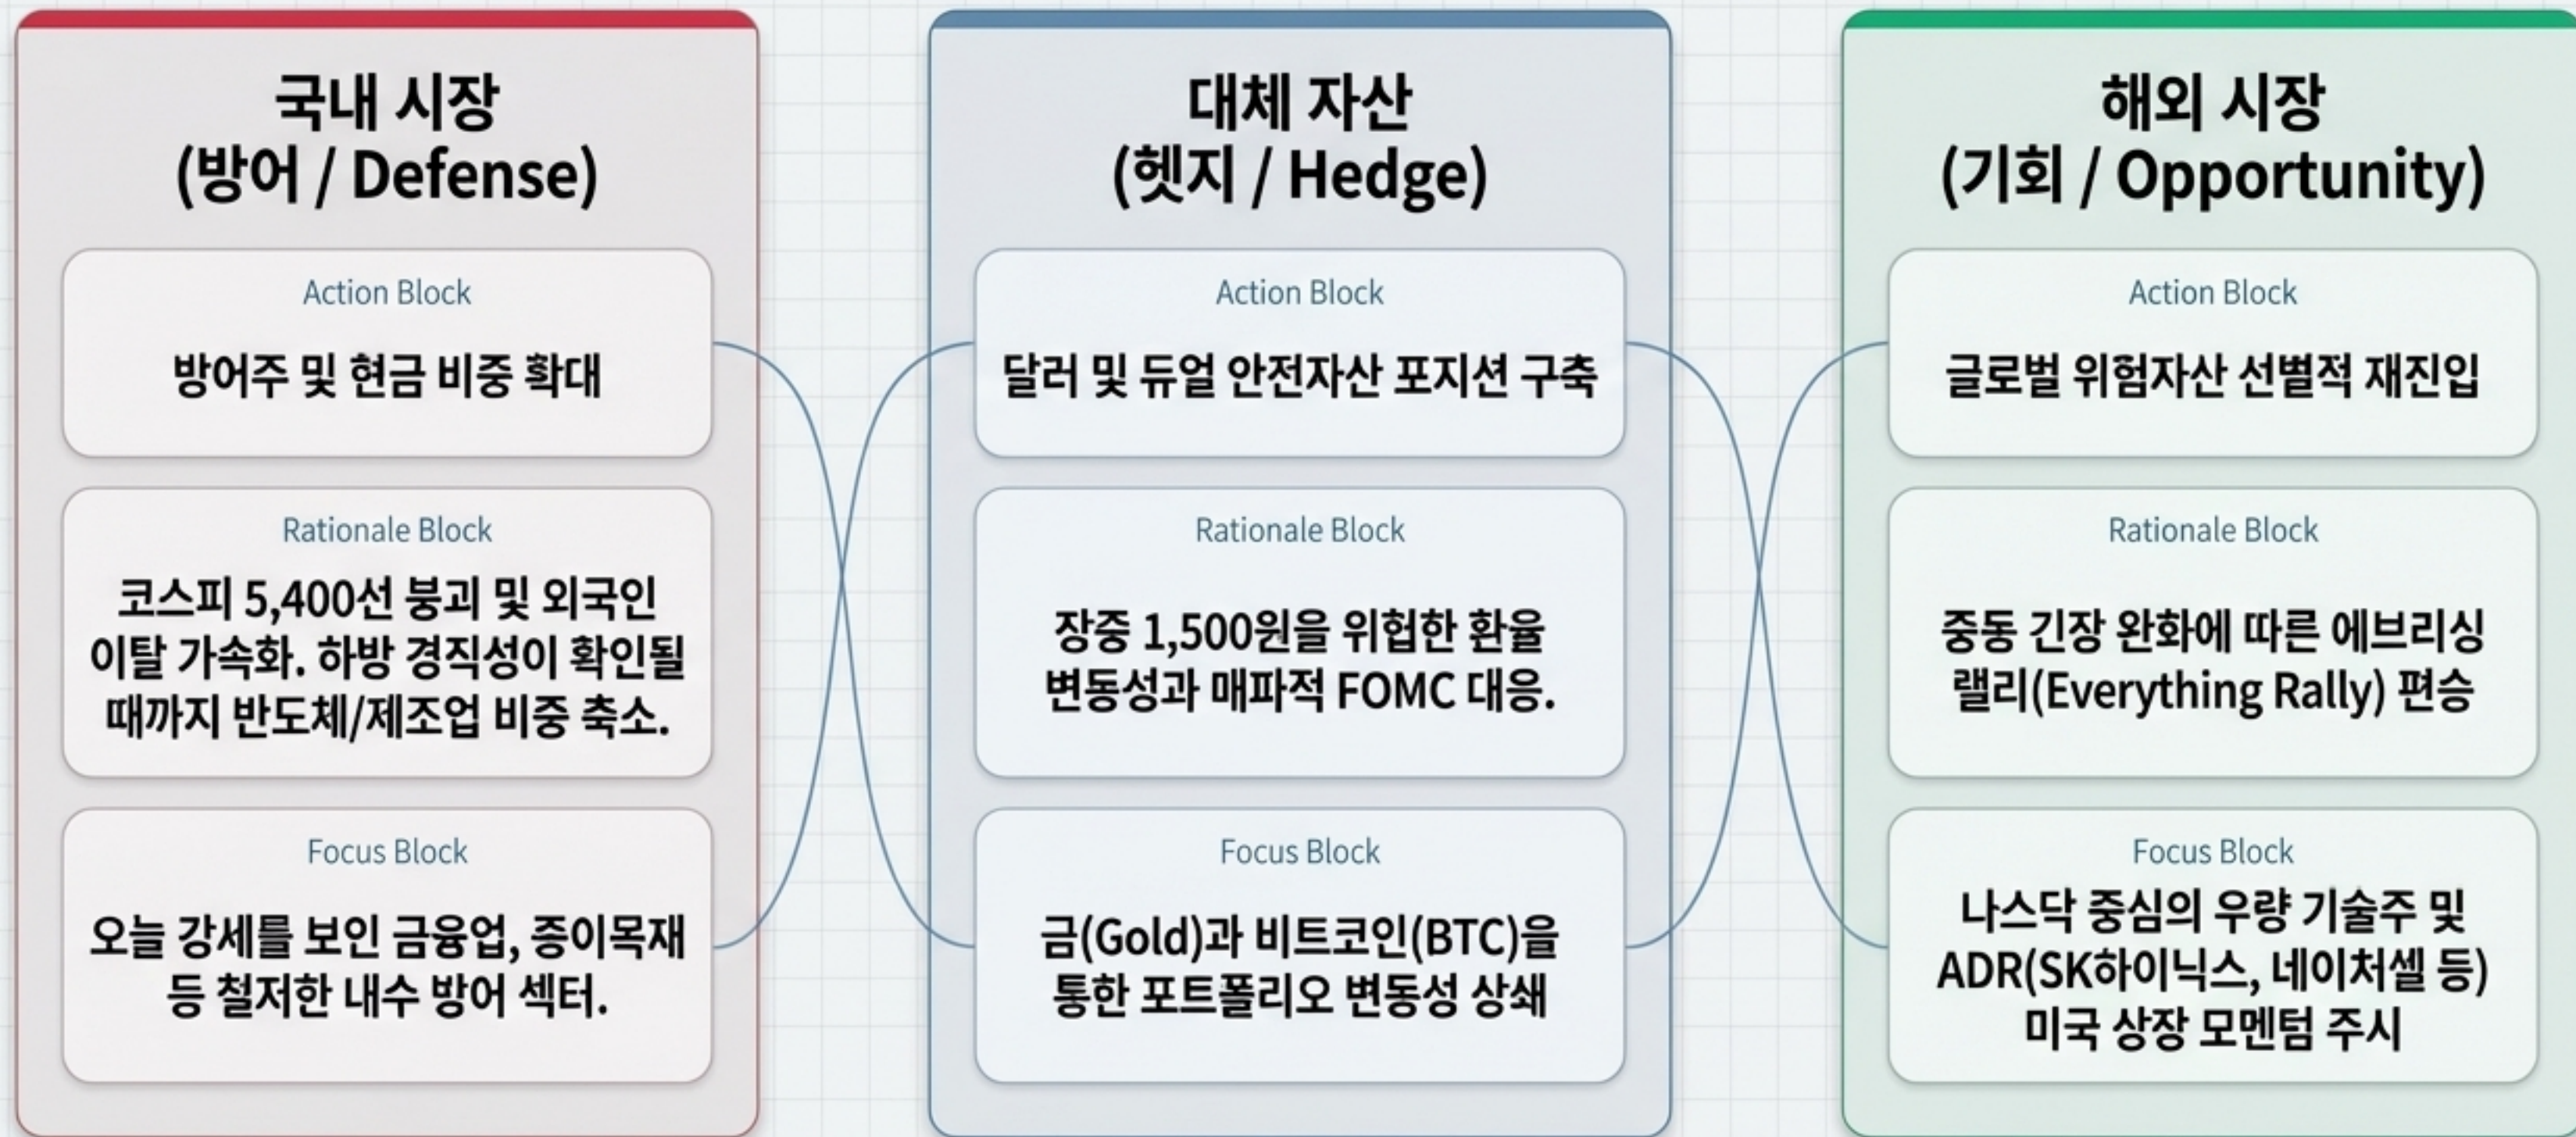 국내 시장
(방어 / Defense)
Action Block
방어주 및 현금 비중 확대
Rationale Block
코스피 5,400선 붕괴 및 외국인
이탈 가속화. 하방 경직성이 확인될
때까지 반도체/제조업 비중 축소.
Focus Block
오늘 강세를 보인 금융업, 종이목재
등 철저한 내수 방어 섹터.
대체 자산
(헷지 / Hedge)
Action Block
달러 및 듀얼 안전자산 포지션 구축
Rationale Block
장중 1,500원을 위협한 환율
변동성과 매파적 FOMC 대응.
Focus Block
금(Gold)과 비트코인(BTC)을
통한 포트폴리오 변동성 상쇄
해외 시장
(기회 / Opportunity)
Action Block
글로벌 위험자산 선별적 재진입
Rationale Block
중동 긴장 완화에 따른 에브리싱
랠리(Everything Rally) 편승
Focus Block
나스닥 중심의 우량 기술주 및
ADR(SK하이닉스, 네이처셀 등)
미국 상장 모멘텀 주시